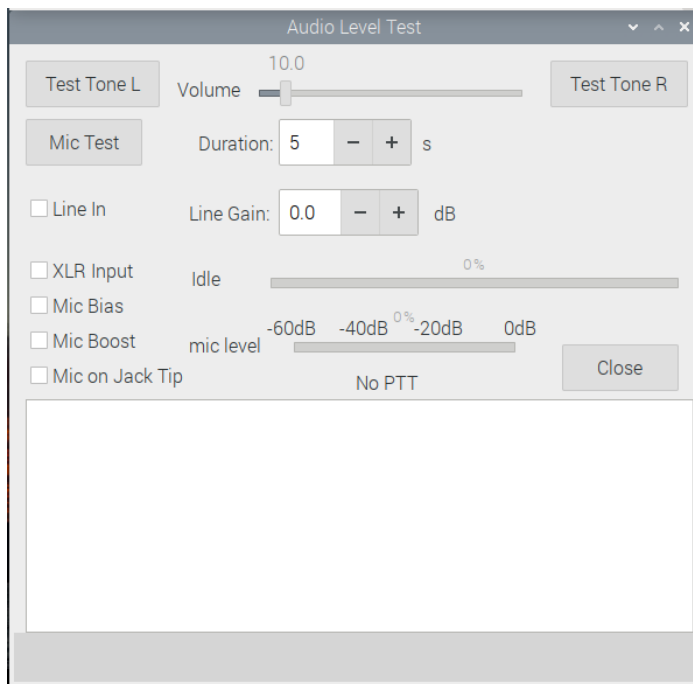 Audio Level Test
10.0
Test Tone L Volume Test Tone R
Mic Test Duration: 5 − + s
Line In Line Gain: 0.0 − + dB
XLR Input Idle 0%
Mic Bias
0%
-60dB -40dB -20dB 0dB
Mic Boost mic level
Close
Mic on Jack Tip No PTT